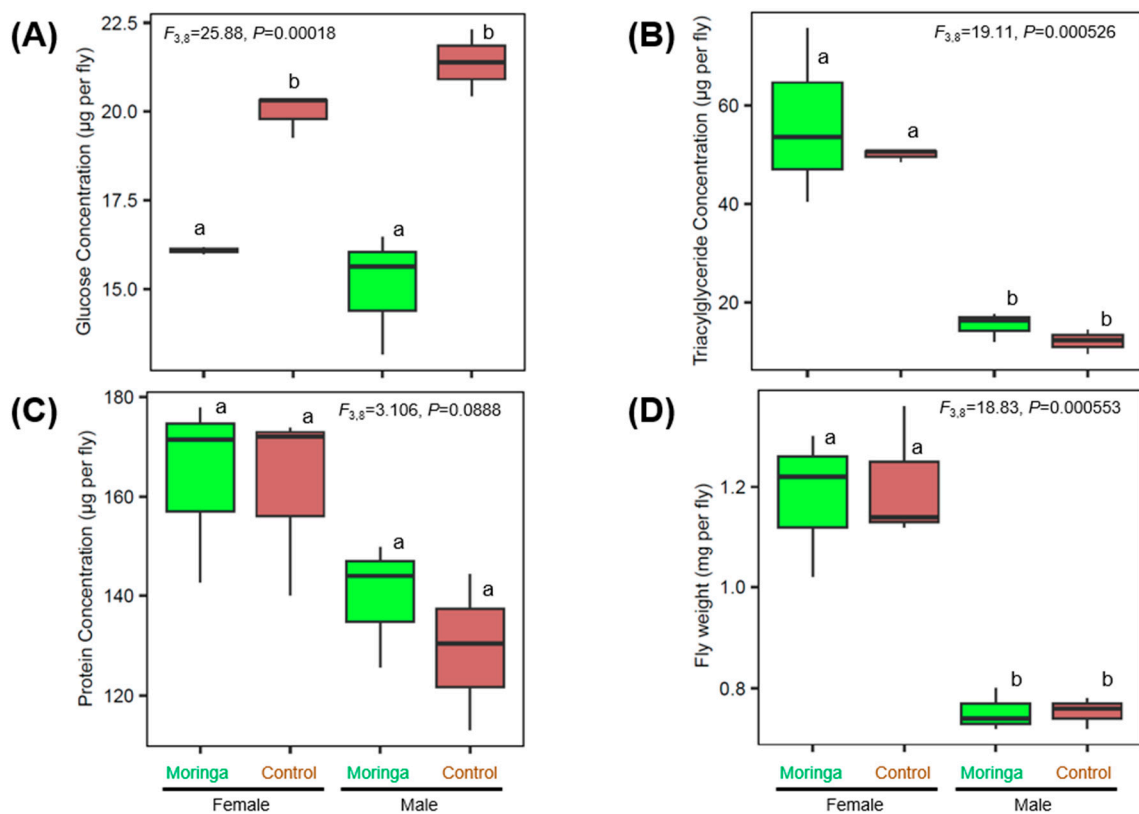 (A)
F3,8=25.88, P=0.00018
Glucose Concentration (µg per fly)
22.5
20.0
17.5
15.0
a
b
a
b
(B)
F3,8=19.11, P=0.000526
Triacylglyceride Concentration (µg per fly)
60
40
20
a
a
b
b
(C)
F3,8=3.106, P=0.0888
Protein Concentration (µg per fly)
180
160
140
120
a
a
a
a
Moringa Control Moringa Control
Female Male
(D)
F3,8=18.83, P=0.000553
Fly weight (mg per fly)
1.2
1.0
0.8
a
a
b
b
Moringa Control Moringa Control
Female Male